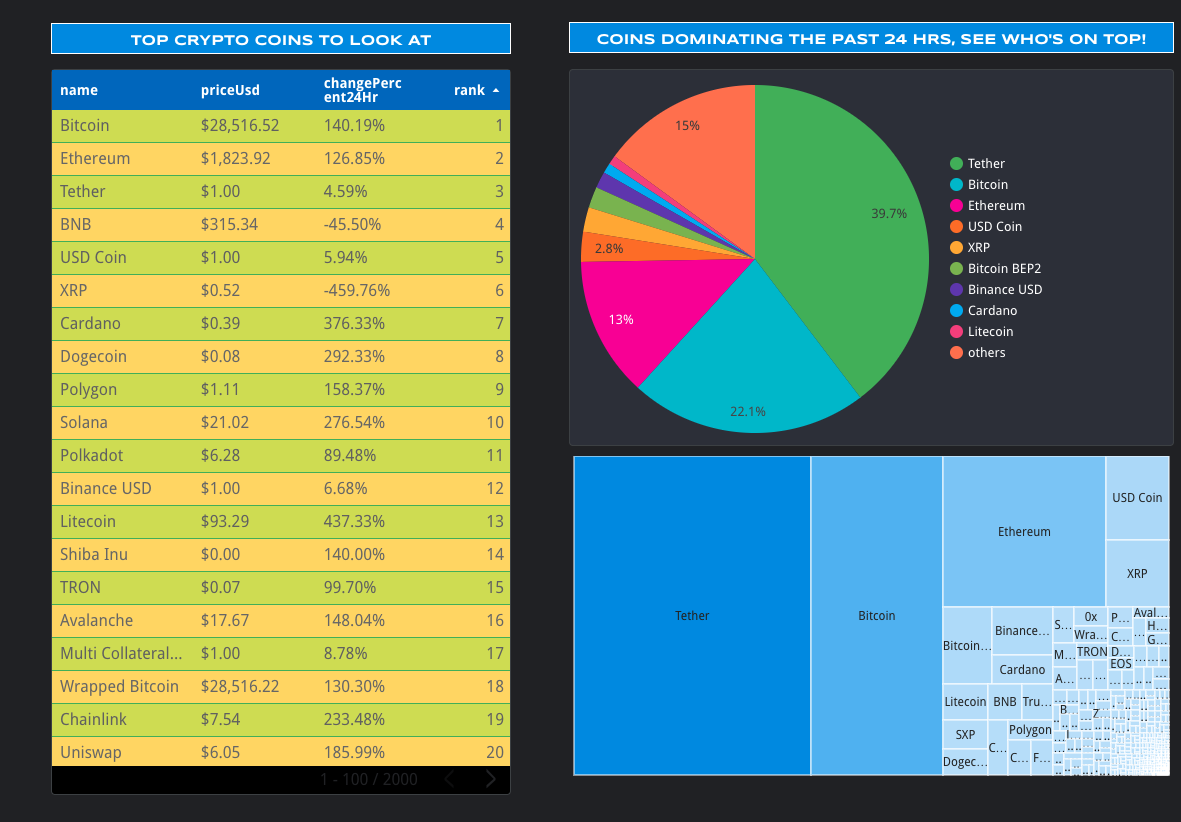 TOP CRYPTO COINS TO LOOK AT
name priceUsd changePerc ent24Hr rank
Bitcoin $28,516.52 140.19% 1
Ethereum $1,823.92 126.85% 2
Tether $1.00 4.59% 3
BNB $315.34 -45.50% 4
USD Coin $1.00 5.94% 5
XRP $0.52 -459.76% 6
Cardano $0.39 376.33% 7
Dogecoin $0.08 292.33% 8
Polygon $1.11 158.37% 9
Solana $21.02 276.54% 10
Polkadot $6.28 89.48% 11
Binance USD $1.00 6.68% 12
Litecoin $93.29 437.33% 13
Shiba Inu $0.00 140.00% 14
TRON $0.07 99.70% 15
Avalanche $17.67 148.04% 16
Multi Collateral... $1.00 8.78% 17
Wrapped Bitcoin $28,516.22 130.30% 18
Chainlink $7.54 233.48% 19
Uniswap $6.05 185.99% 20
1 - 100 / 2000
COINS DOMINATING THE PAST 24 HRS, SEE WHO'S ON TOP!
15%
39.7%
2.8%
13%
22.1%
Tether
Bitcoin
Ethereum
USD Coin
XRP
Bitcoin BEP2
Binance USD
Cardano
Litecoin
others
Tether
Bitcoin
Ethereum
USD Coin
XRP
Bitcoin...
Binance...
Cardano
Litecoin
BNB
Tru...
SXP
Polygon
Dogec...
C...
C...
F...
S...
0x
P...
Aval...
H...
Wra...
C...
G...
M...
TRON
D...
EOS
A...
B...
Z...